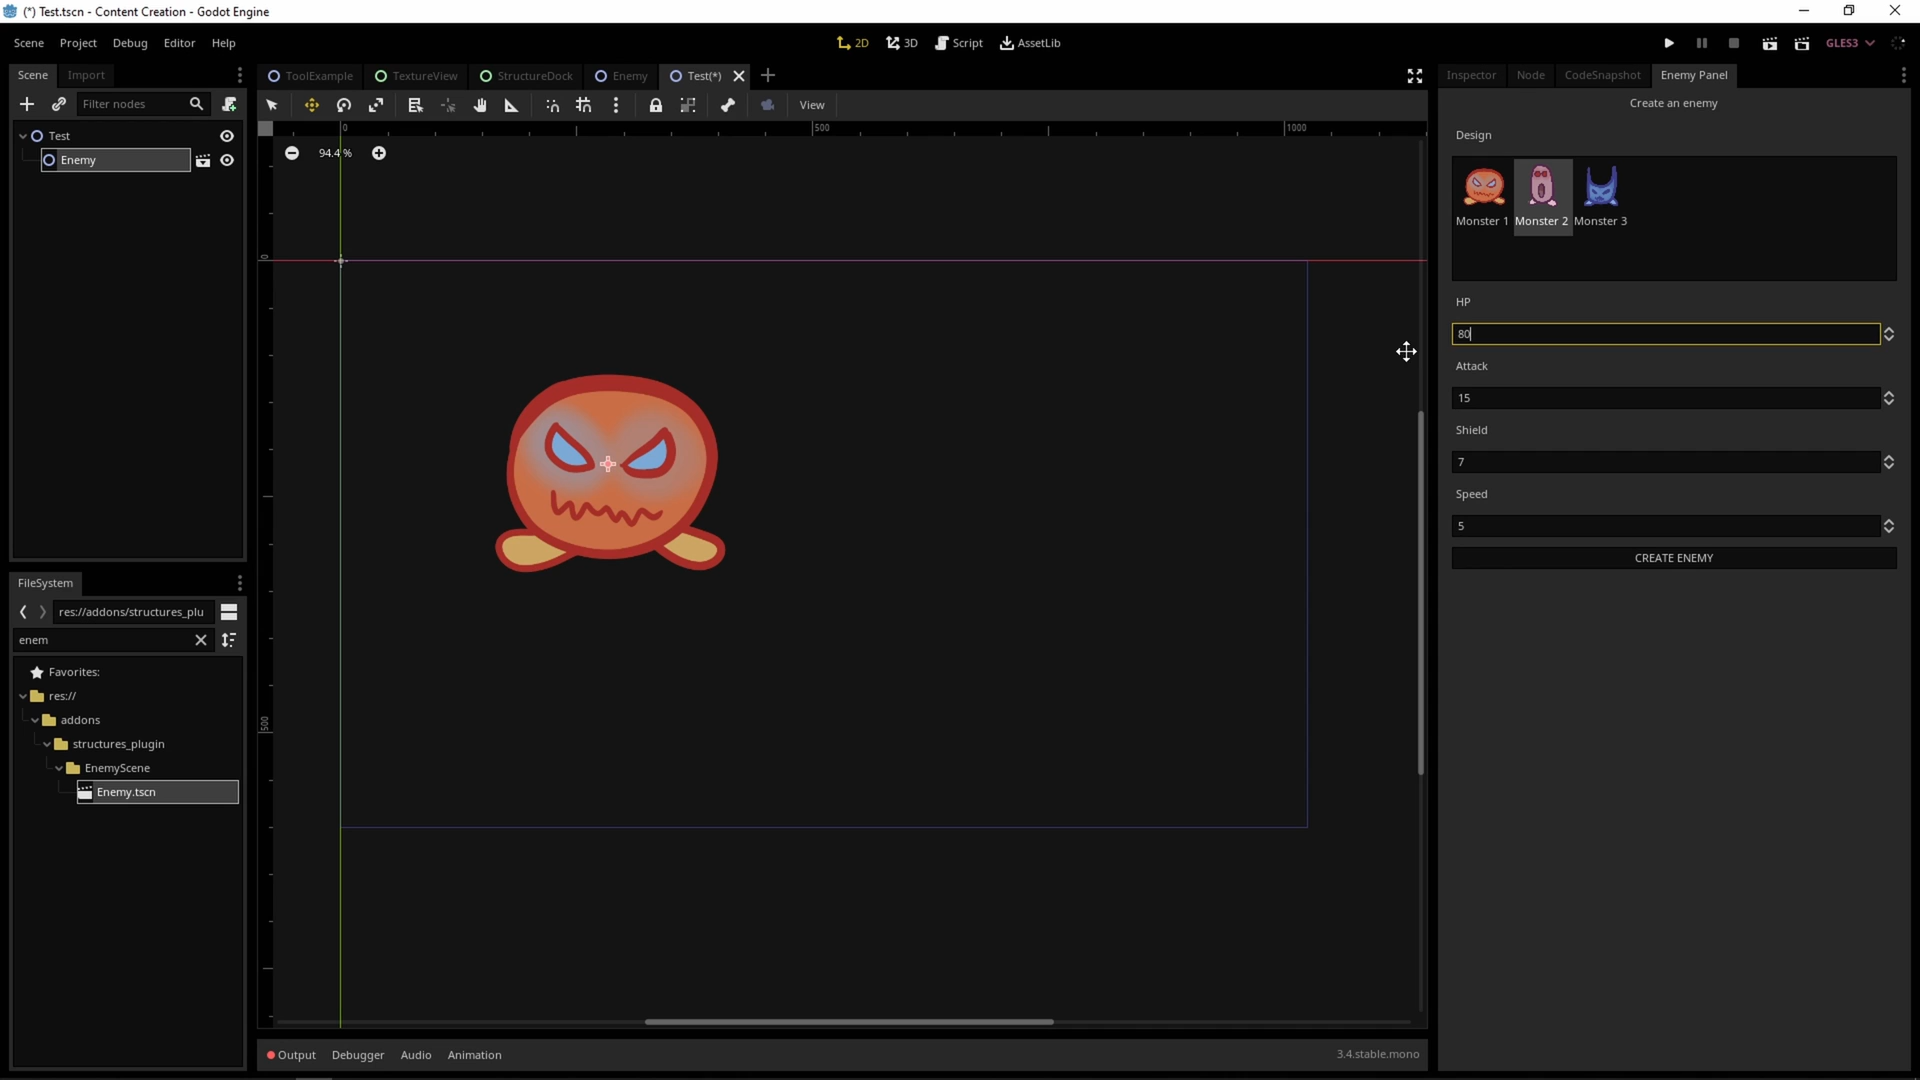 (*) Test.tscn - Content Creation - Godot Engine
Scene Project Debug Editor Help
2D 3D Script AssetLib
GLES3
Scene Import
ToolExample TextureView StructureDock Enemy Test(*)
Inspector Node CodeSnapshot Enemy Panel
Filter nodes
View
Create an enemy
0 500 1000
Test
Enemy
94.4 %
0
500
Design
Monster 1 Monster 2 Monster 3
HP
80
Attack
15
Shield
7
Speed
5
CREATE ENEMY
FileSystem
res://addons/structures_plu
enem
Favorites:
res://
addons
structures_plugin
EnemyScene
Enemy.tscn
Output Debugger Audio Animation
3.4.stable.mono